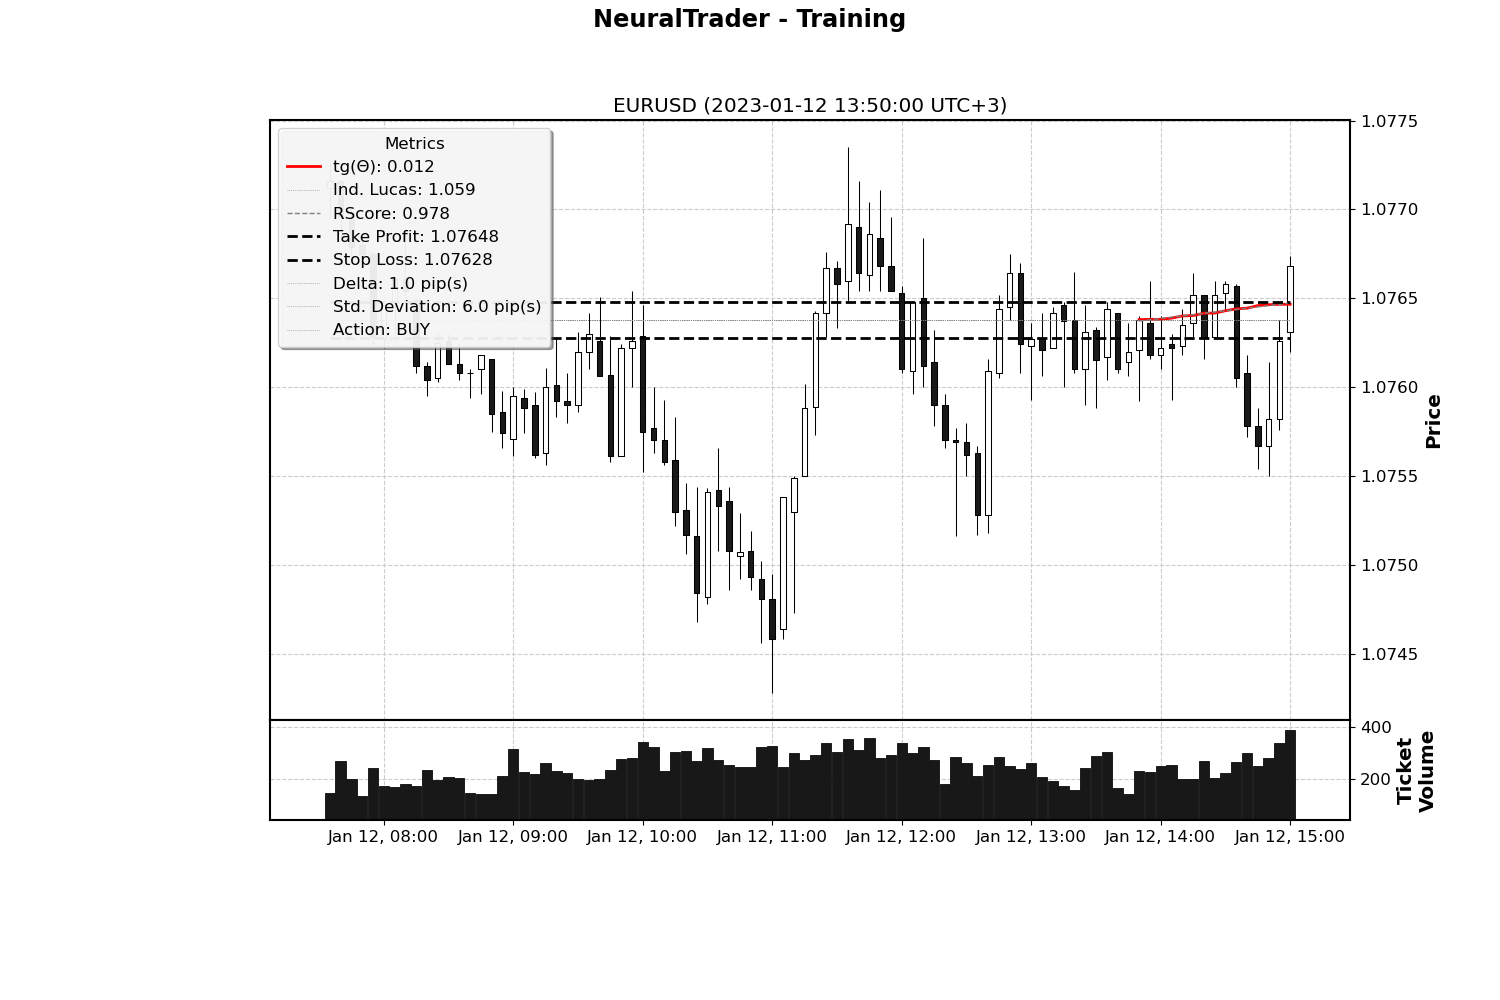 NeuralTrader - Training
EURUSD (2023-01-12 13:50:00 UTC+3)
Metrics
tg(Θ): 0.012
Ind. Lucas: 1.059
RScore: 0.978
Take Profit: 1.07648
Stop Loss: 1.07628
Delta: 1.0 pip(s)
Std. Deviation: 6.0 pip(s)
Action: BUY
1.0775
1.0770
1.0765
1.0760
1.0755
1.0750
1.0745
Price
400
200
Ticket
Volume
Jan 12, 08:00
Jan 12, 09:00
Jan 12, 10:00
Jan 12, 11:00
Jan 12, 12:00
Jan 12, 13:00
Jan 12, 14:00
Jan 12, 15:00